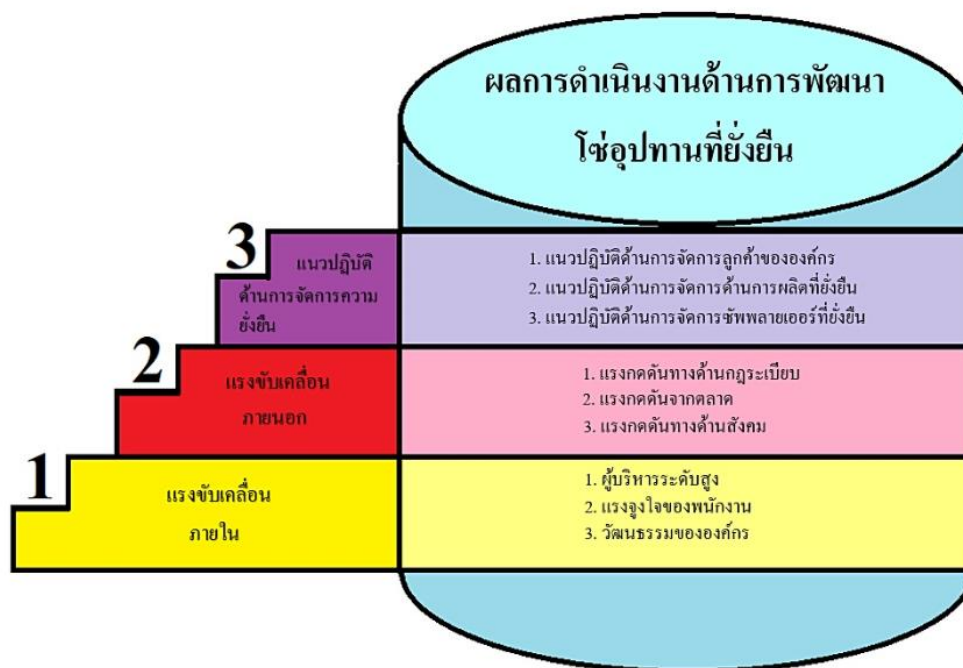 ผลการดำเนินงานด้านการพัฒนา
โซ่อุปทานที่ยั่งยืน
3
แนวปฏิบัติ
ด้านการจัดการความ
ยั่งยืน
1. แนวปฏิบัติด้านการจัดการลูกค้าขององค์กร
2. แนวปฏิบัติด้านการจัดการด้านการผลิตที่ยั่งยืน
3. แนวปฏิบัติด้านการจัดการซัพพลายเออร์ที่ยั่งยืน
2
แรงขับเคลื่อน
ภายนอก
1. แรงกดดันทางด้านกฎระเบียบ
2. แรงกดดันจากตลาด
3. แรงกดดันทางด้านสังคม
1
แรงขับเคลื่อน
ภายใน
1. ผู้บริหารระดับสูง
2. แรงจูงใจของพนักงาน
3. วัฒนธรรมขององค์กร